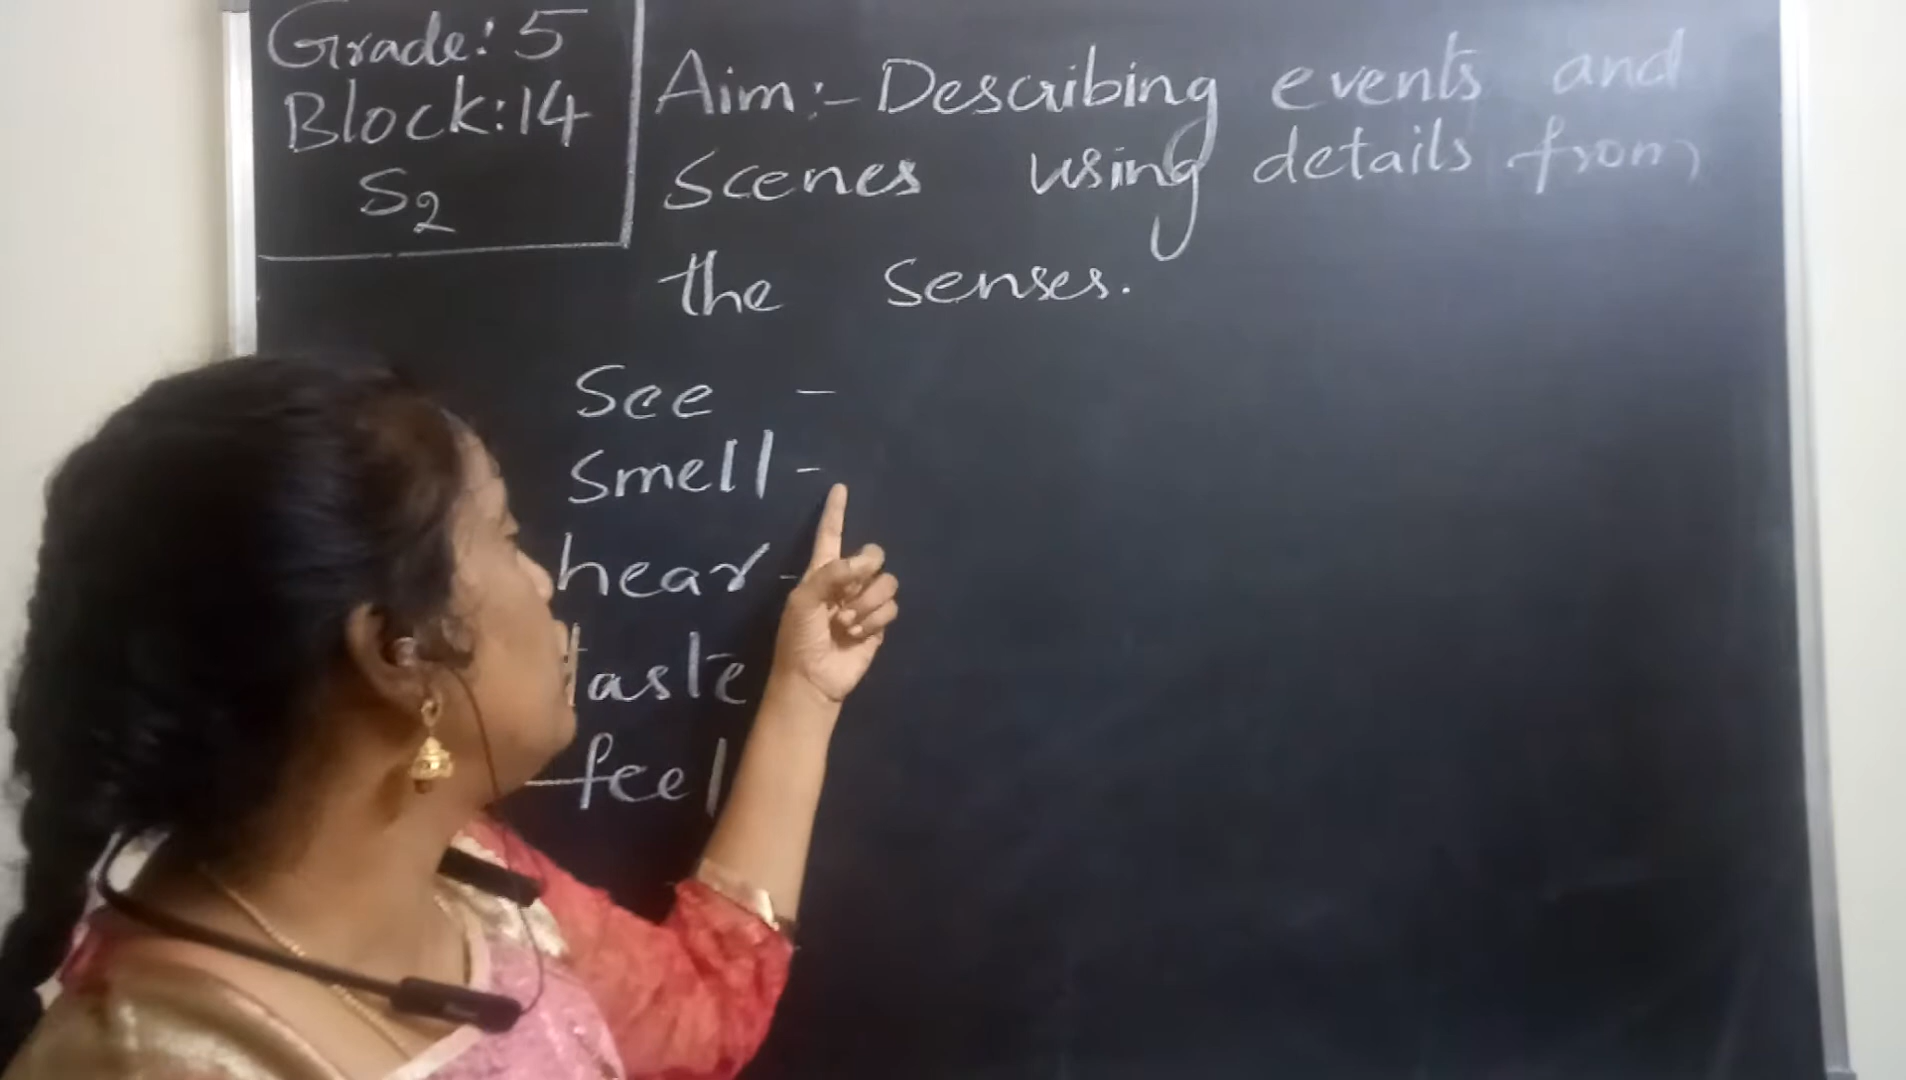 Grade: 5
Block: 14
S2
Aim:- Describing events and
scenes using details from
the senses.
See -
Smell -
hear -
taste
feel